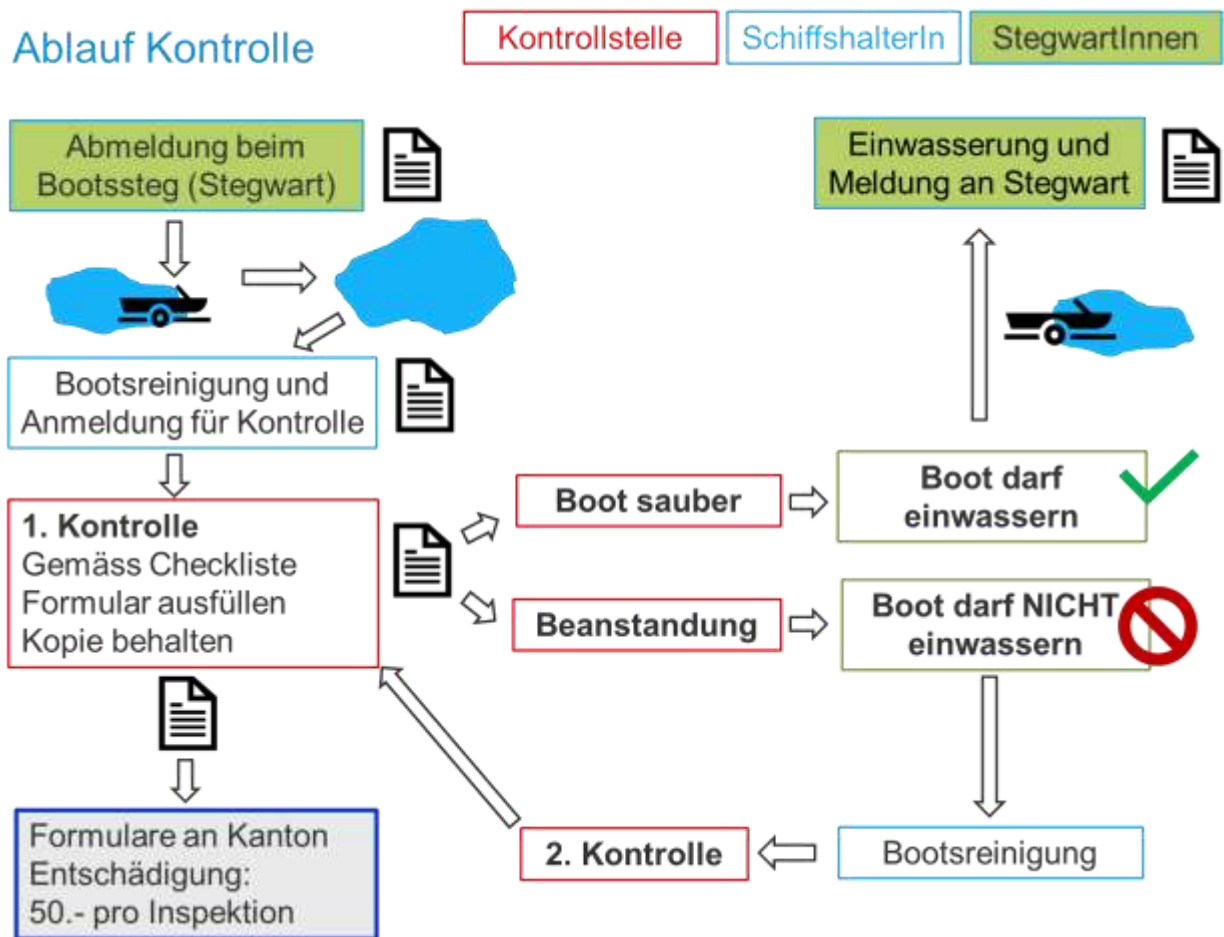 Ablauf Kontrolle
Kontrollstelle
SchiffshalterIn
StegwartInnen
Abmeldung beim
Bootssteg (Stegwart)
Einwasserung und
Meldung an Stegwart
Bootsreinigung und
Anmeldung für Kontrolle
1. Kontrolle
Gemäss Checkliste
Formular ausfüllen
Kopie behalten
Boot sauber
Boot darf
einwassern
Beanstandung
Boot darf NICHT
einwassern
Formulare an Kanton
Entschädigung:
50.- pro Inspektion
2. Kontrolle
Bootsreinigung